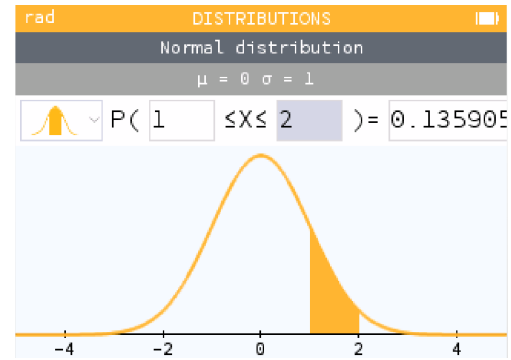 rad DISTRIBUTIONS
Normal distribution
μ = 0 σ = 1
P( 1 ≤X≤ 2 )= 0.135905
-4 -2 0 2 4